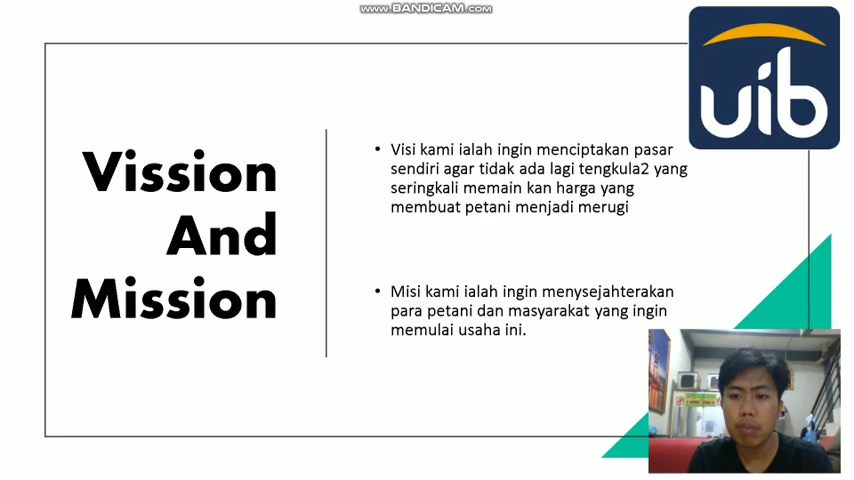 www.BANDICAM.com
uib
Vission
And
Mission
• Visi kami ialah ingin menciptakan pasar
sendiri agar tidak ada lagi tengkula2 yang
seringkali memain kan harga yang
membuat petani menjadi merugi
• Misi kami ialah ingin menysejahterakan
para petani dan masyarakat yang ingin
memulai usaha ini.